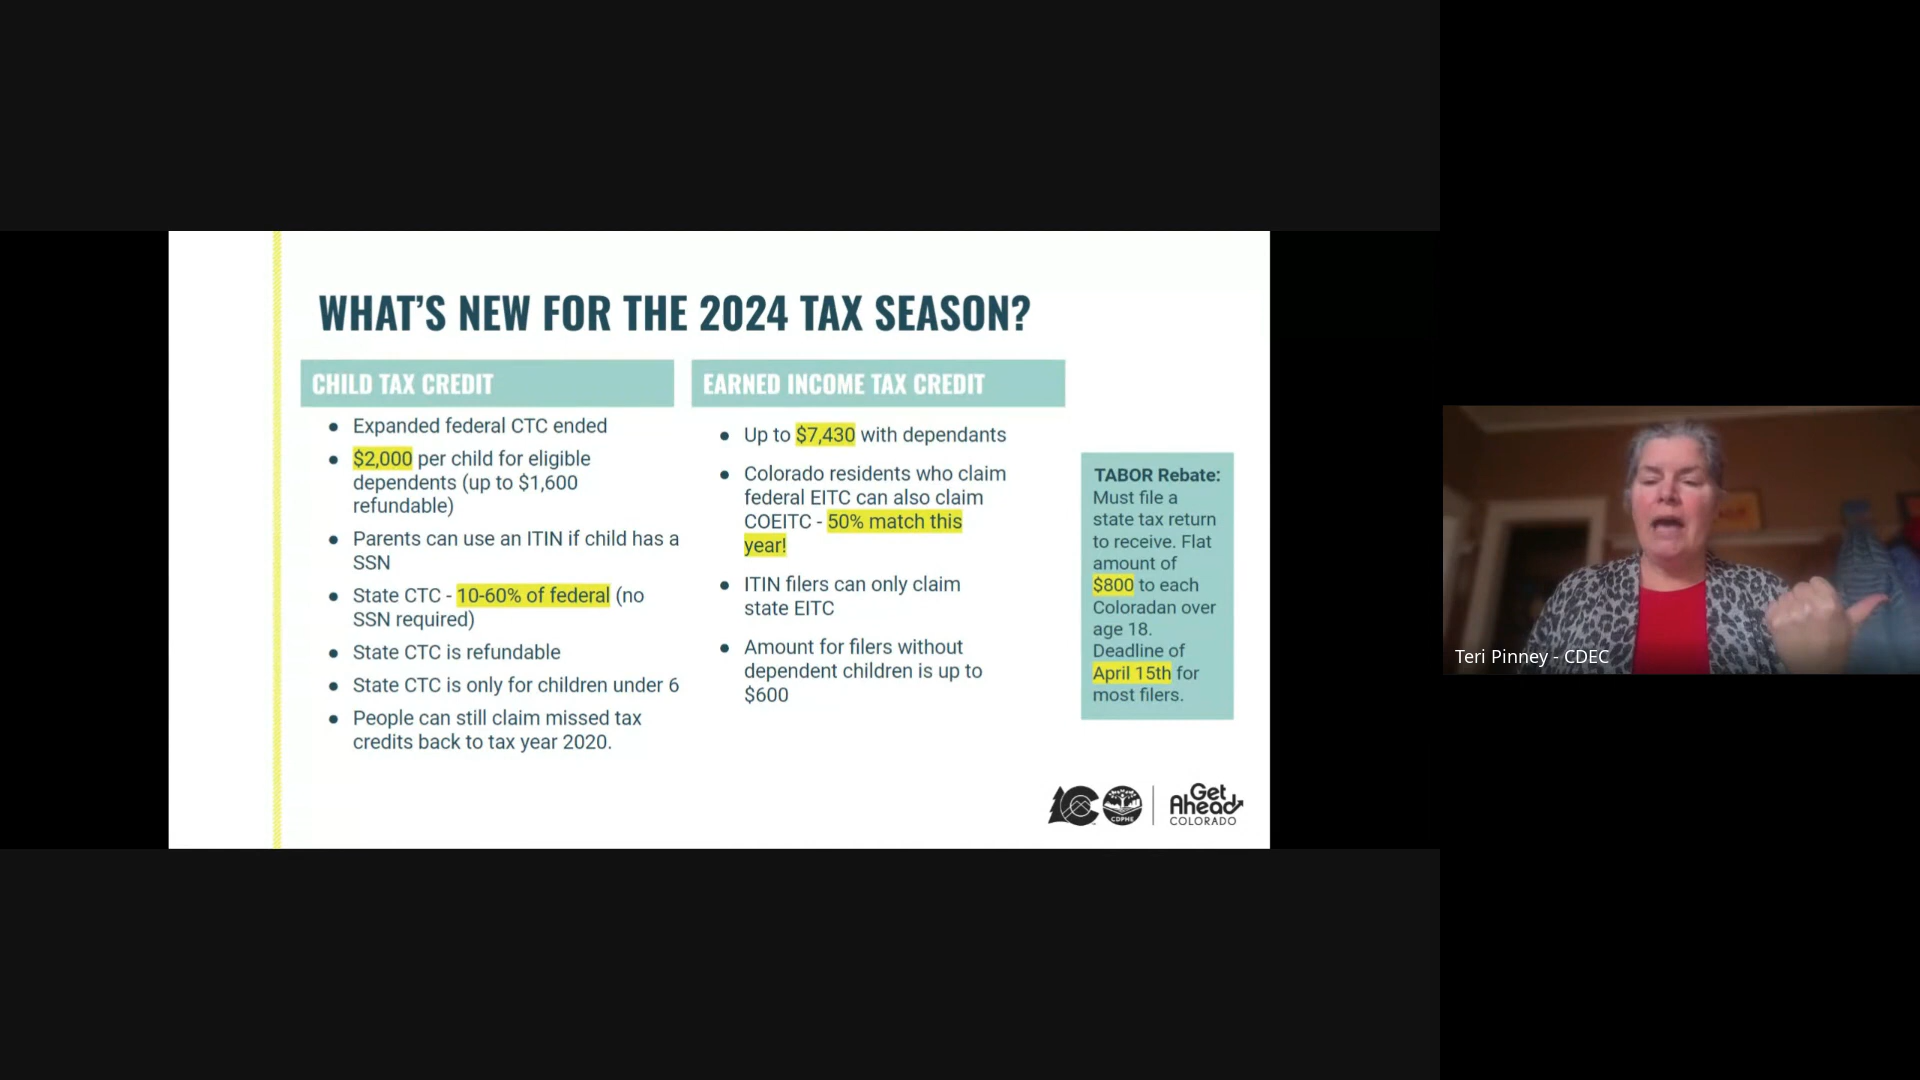 WHAT'S NEW FOR THE 2024 TAX SEASON?
CHILD TAX CREDIT
● Expanded federal CTC ended
● $2,000 per child for eligible
dependents (up to $1,600
refundable)
● Parents can use an ITIN if child has a
SSN
● State CTC - 10-60% of federal (no
SSN required)
● State CTC is refundable
● State CTC is only for children under 6
● People can still claim missed tax
credits back to tax year 2020.
EARNED INCOME TAX CREDIT
● Up to $7,430 with dependants
● Colorado residents who claim
federal EITC can also claim
COEITC - 50% match this
year!
● ITIN filers can only claim
state EITC
● Amount for filers without
dependent children is up to
$600
TABOR Rebate:
Must file a
state tax return
to receive. Flat
amount of
$800 to each
Coloradan over
age 18.
Deadline of
April 15th for
most filers.
CDPHE
Get
Ahead
COLORADO
Teri Pinney - CDEC